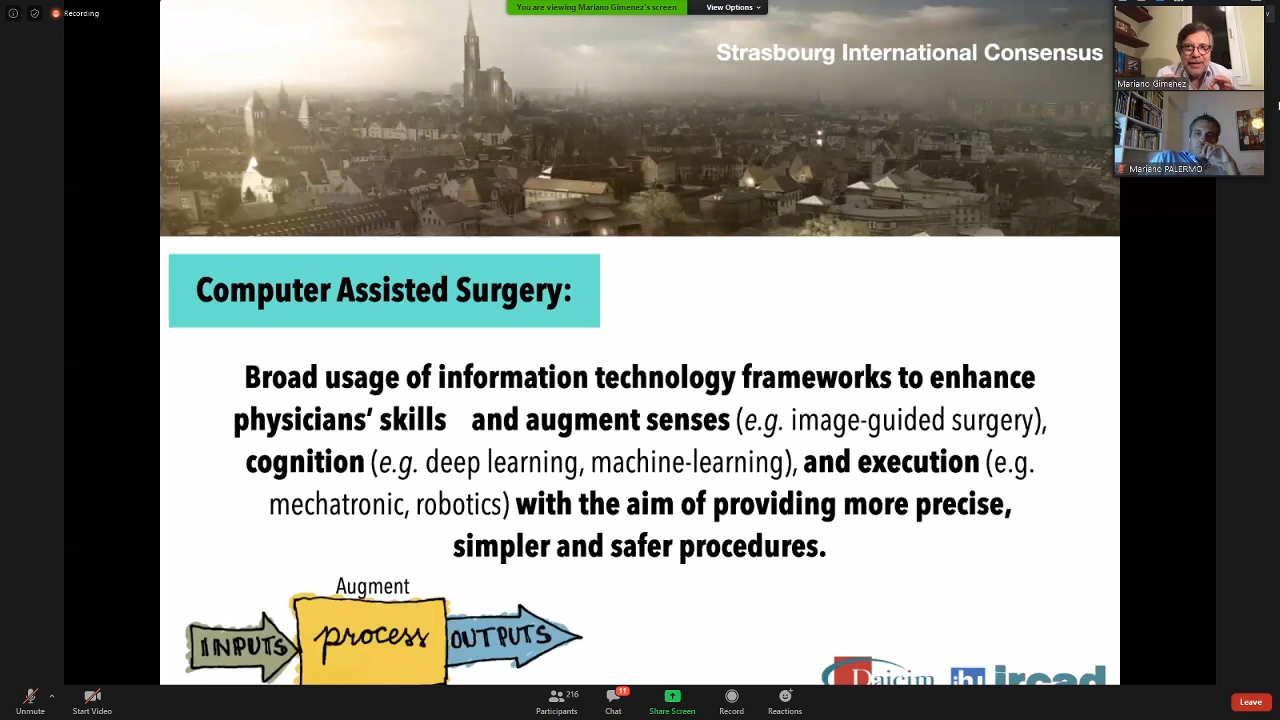 Recording
You are viewing Mariano Gimenez's screen
View Options
Strasbourg International Consensus
Mariano Gimenez
Mariano PALERMO
Computer Assisted Surgery:
Broad usage of information technology frameworks to enhance
physicians’ skills and augment senses (e.g. image-guided surgery),
cognition (e.g. deep learning, machine-learning), and execution (e.g.
mechatronic, robotics) with the aim of providing more precise,
simpler and safer procedures.
Augment
INPUTS
process
OUTPUTS
Daicim
ihu
ircad
Unmute
Start Video
216
Participants
11
Chat
Share Screen
Record
Reactions
Leave